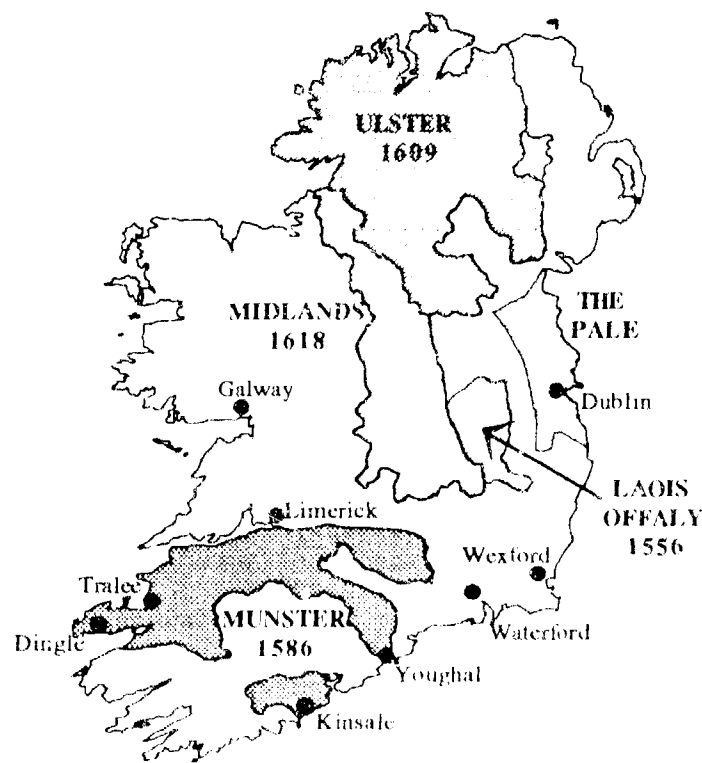 ULSTER
1609
MIDLANDS
1618
THE
PALE
Galway
Dublin
LAOIS
OFFALY
1556
Limerick
Wexford
Tralee
Dingle
MUNSTER
1586
Waterford
Youghal
Kinsale